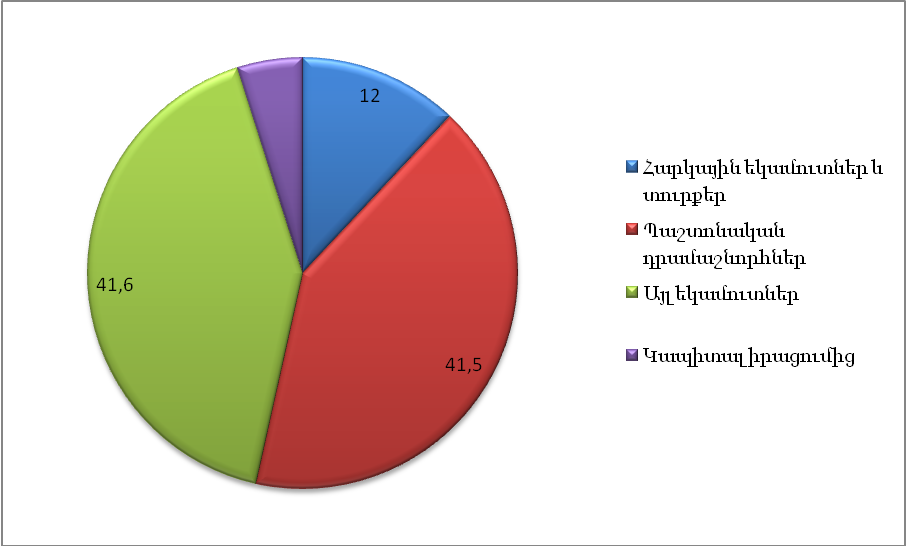 12
41,6
41,5
Հարկային եկամուտներ և
տուրքեր
Պաշտոնական
դրամաշնորհներ
Այլ եկամուտներ
Կապիտալ իրացումից